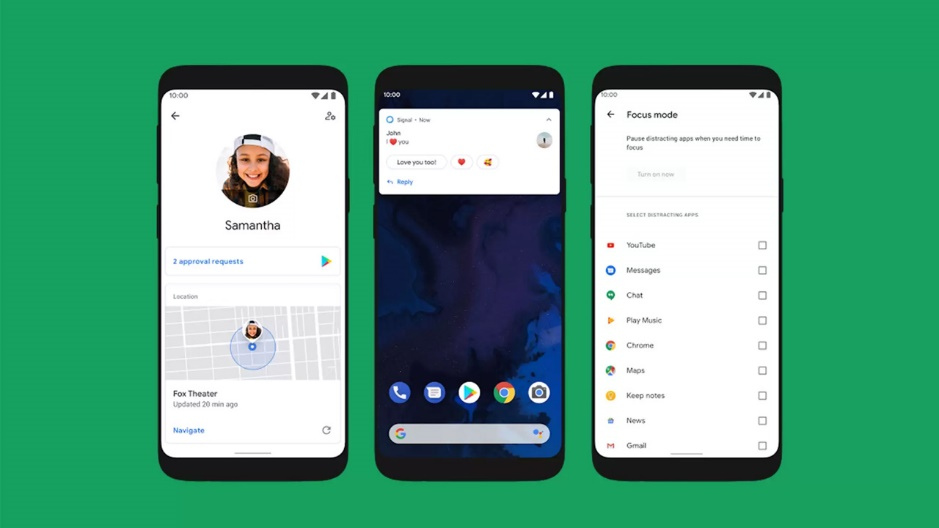 10:00
Samantha
2 approval requests
Location
Fox Theater
Updated 20 min ago
Navigate
10:00
Signal • Now
John
I ❤️ you
Love you too!
❤️
🥰
Reply
10:00
Focus mode
Pause distracting apps when you need time to
focus
Turn on now
SELECT DISTRACTING APPS
YouTube
Messages
Chat
Play Music
Chrome
Maps
Keep notes
News
Gmail